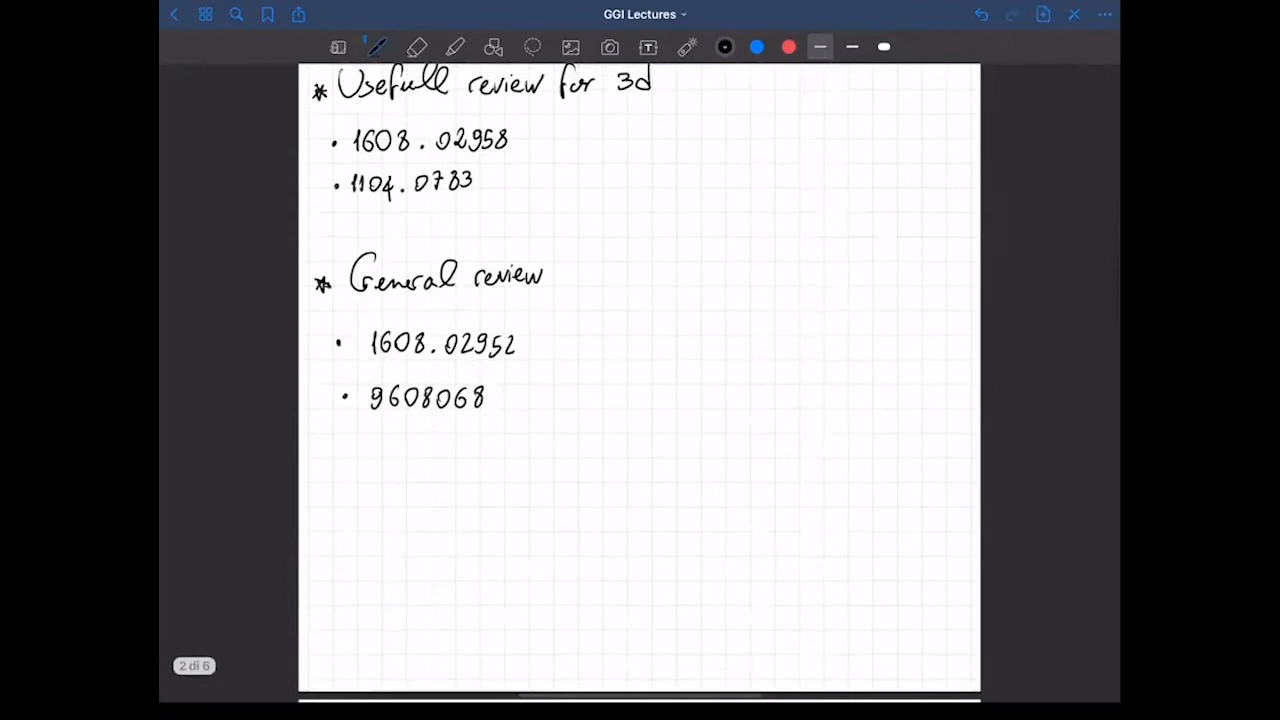 GGI Lectures
* Usefull review for 3d
• 1608.02958
• 1104.0783
* General review
• 1608.02952
• 9608068
2 di 6